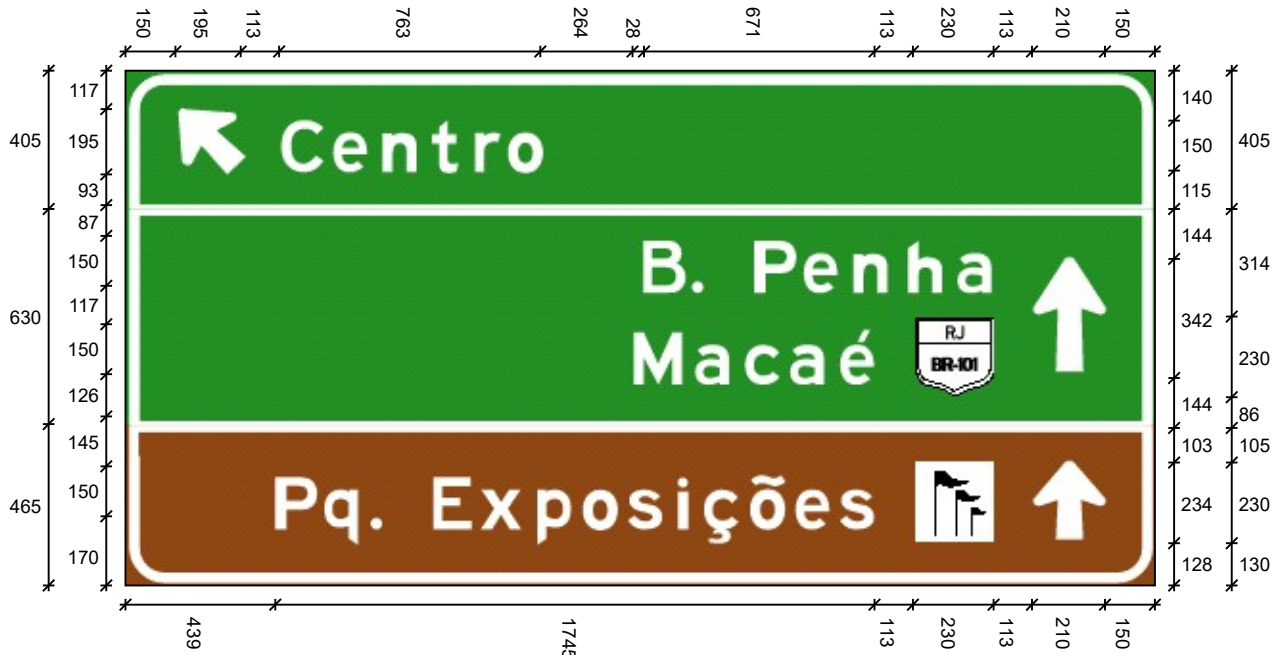 150 195 113 763 264 28 671 113 230 113 210 150
405 117 195 93
Centro
140 150 115 405
630 87 150 117 150 126
B. Penha
Macaé
RJ
BR-101
144 342 144 314 230 86
465 145 150 170
Pq. Exposições
103 234 128 105 230 130
439 1745 113 230 113 210 150